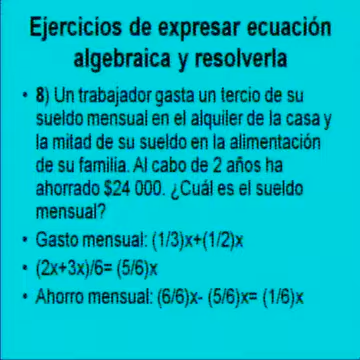 Ejercicios de expresar ecuación
algebraica y resolverla
• 8) Un trabajador gasta un tercio de su
sueldo mensual en el alquiler de la casa y
la mitad de su sueldo en la alimentación
de su familia. Al cabo de 2 años ha
ahorrado $24 000. ¿Cuál es el sueldo
mensual?
• Gasto mensual: (1/3)x+(1/2)x
• (2x+3x)/6= (5/6)x
• Ahorro mensual: (6/6)x- (5/6)x= (1/6)x